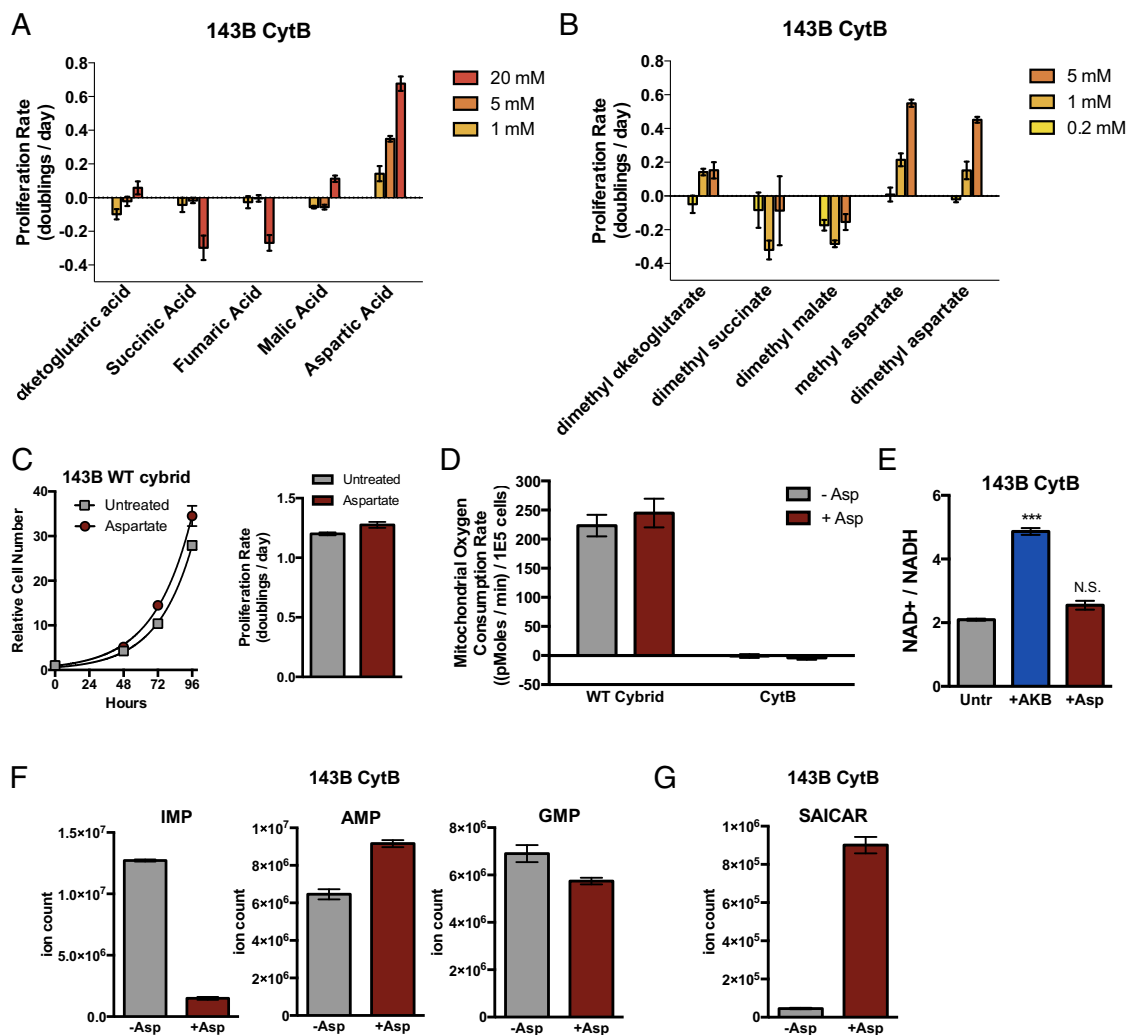 A
143B CytB
20 mM
5 mM
1 mM
Proliferation Rate
(doublings / day)
0.8
0.6
0.4
0.2
0.0
-0.2
-0.4
αketoglutaric acid
Succinic Acid
Fumaric Acid
Malic Acid
Aspartic Acid
B
143B CytB
5 mM
1 mM
0.2 mM
Proliferation Rate
(doublings / day)
0.8
0.6
0.4
0.2
0.0
-0.2
-0.4
dimethyl αketoglutarate
dimethyl succinate
dimethyl malate
methyl aspartate
dimethyl aspartate
C
143B WT cybrid
Untreated
Aspartate
Relative Cell Number
40
30
20
10
0
0 24 48 72 96
Hours
Untreated
Aspartate
Proliferation Rate
(doublings / day)
1.5
1.0
0.5
0.0
D
- Asp
+ Asp
Mitochondrial Oxygen
Consumption Rate
((pMoles / min) / 1E5 cells)
250
200
150
100
50
0
-50
WT Cybrid CytB
E
143B CytB
NAD+ / NADH
6
4
2
0
***
N.S.
Untr +AKB +Asp
F
143B CytB
IMP
ion count
1.5×10⁷
1.0×10⁷
5.0×10⁶
0.0
-Asp +Asp
AMP
ion count
1×10⁷
8×10⁶
6×10⁶
4×10⁶
2×10⁶
0
-Asp +Asp
GMP
ion count
8×10⁶
6×10⁶
4×10⁶
2×10⁶
0
-Asp +Asp
G
143B CytB
SAICAR
ion count
1×10⁶
8×10⁵
6×10⁵
4×10⁵
2×10⁵
0
-Asp +Asp